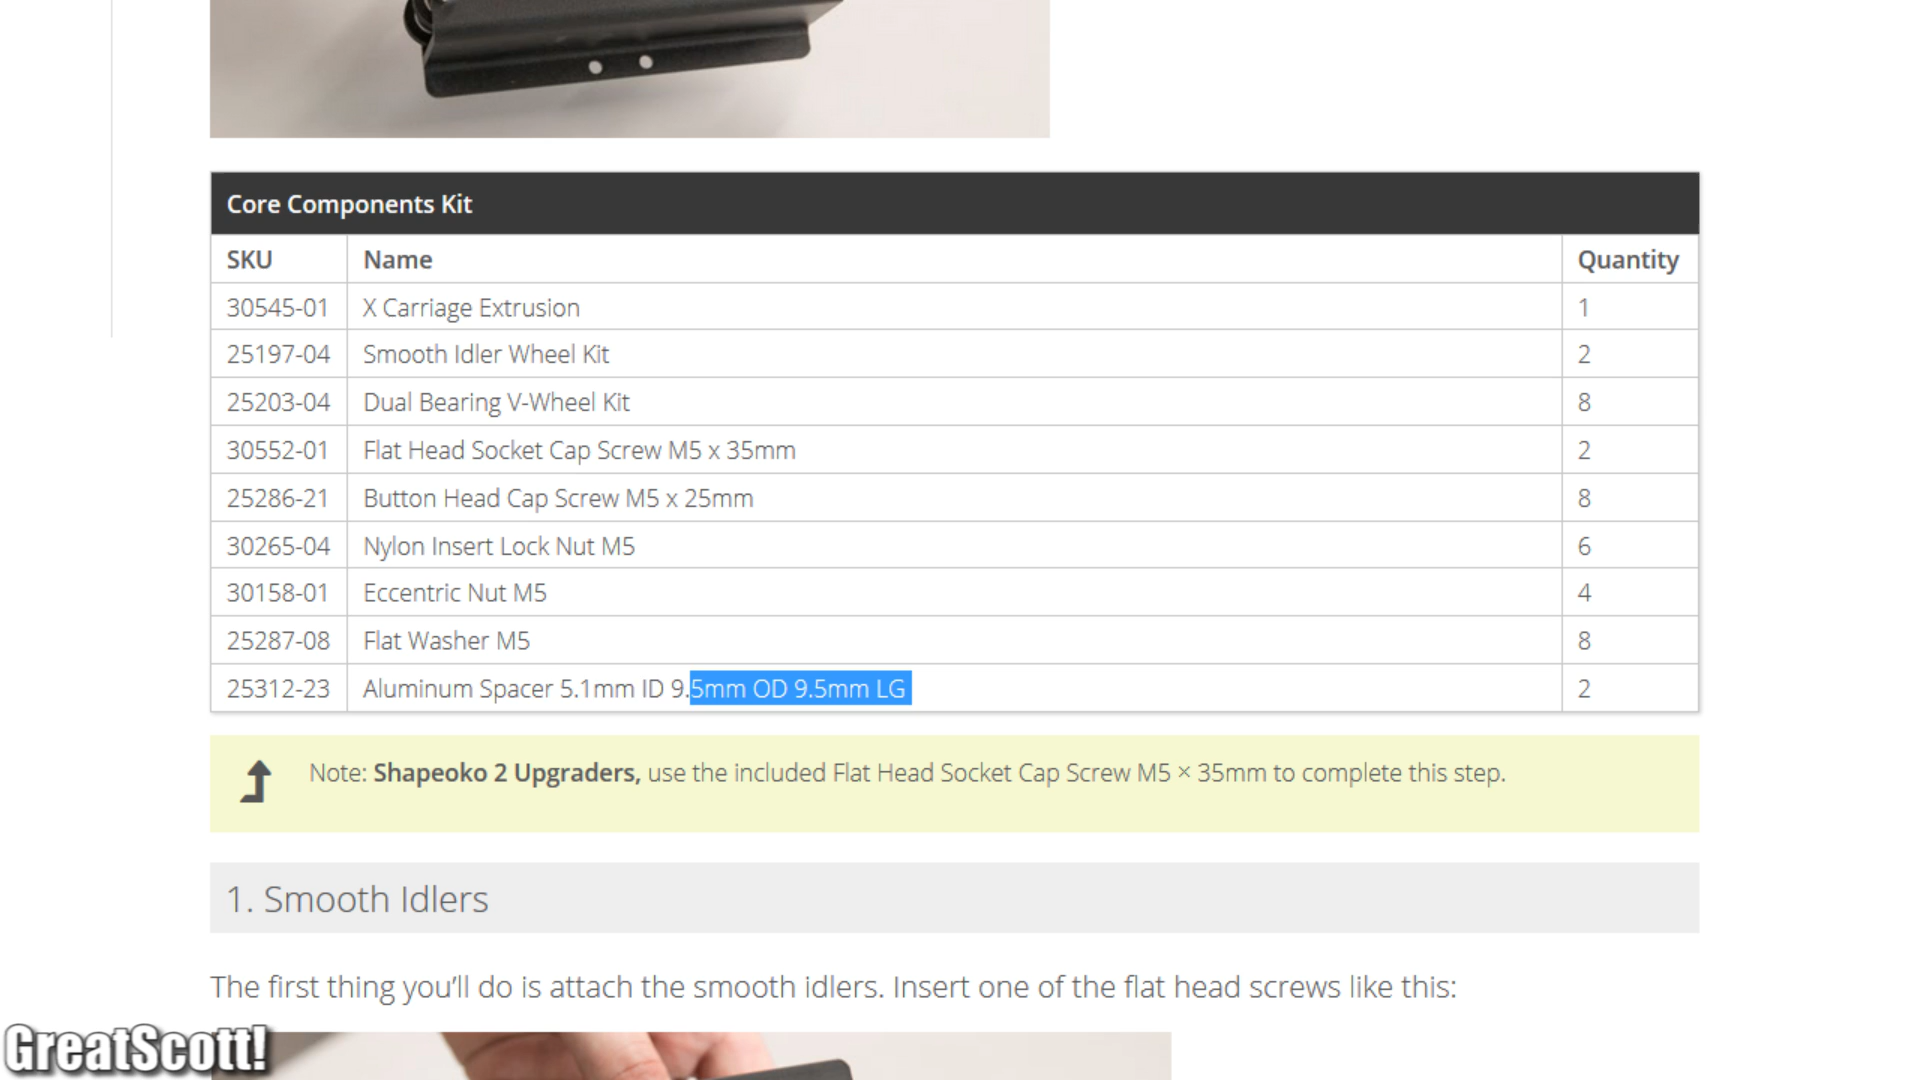 Core Components Kit
SKU Name Quantity
30545-01 X Carriage Extrusion 1
25197-04 Smooth Idler Wheel Kit 2
25203-04 Dual Bearing V-Wheel Kit 8
30552-01 Flat Head Socket Cap Screw M5 x 35mm 2
25286-21 Button Head Cap Screw M5 x 25mm 8
30265-04 Nylon Insert Lock Nut M5 6
30158-01 Eccentric Nut M5 4
25287-08 Flat Washer M5 8
25312-23 Aluminum Spacer 5.1mm ID 9.5mm OD 9.5mm LG 2
Note: Shapeoko 2 Upgraders, use the included Flat Head Socket Cap Screw M5 × 35mm to complete this step.
1. Smooth Idlers
The first thing you’ll do is attach the smooth idlers. Insert one of the flat head screws like this:
GreatScott!